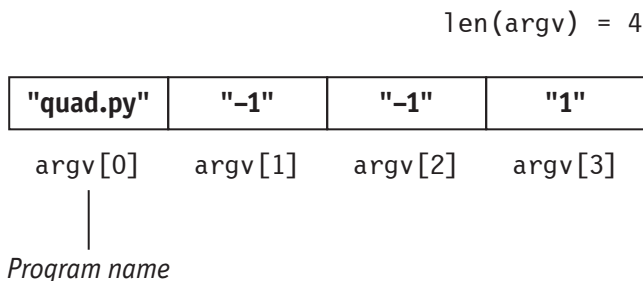 len(argv) = 4
"quad.py" "–1" "–1" "1"
argv[0] argv[1] argv[2] argv[3]
Program name